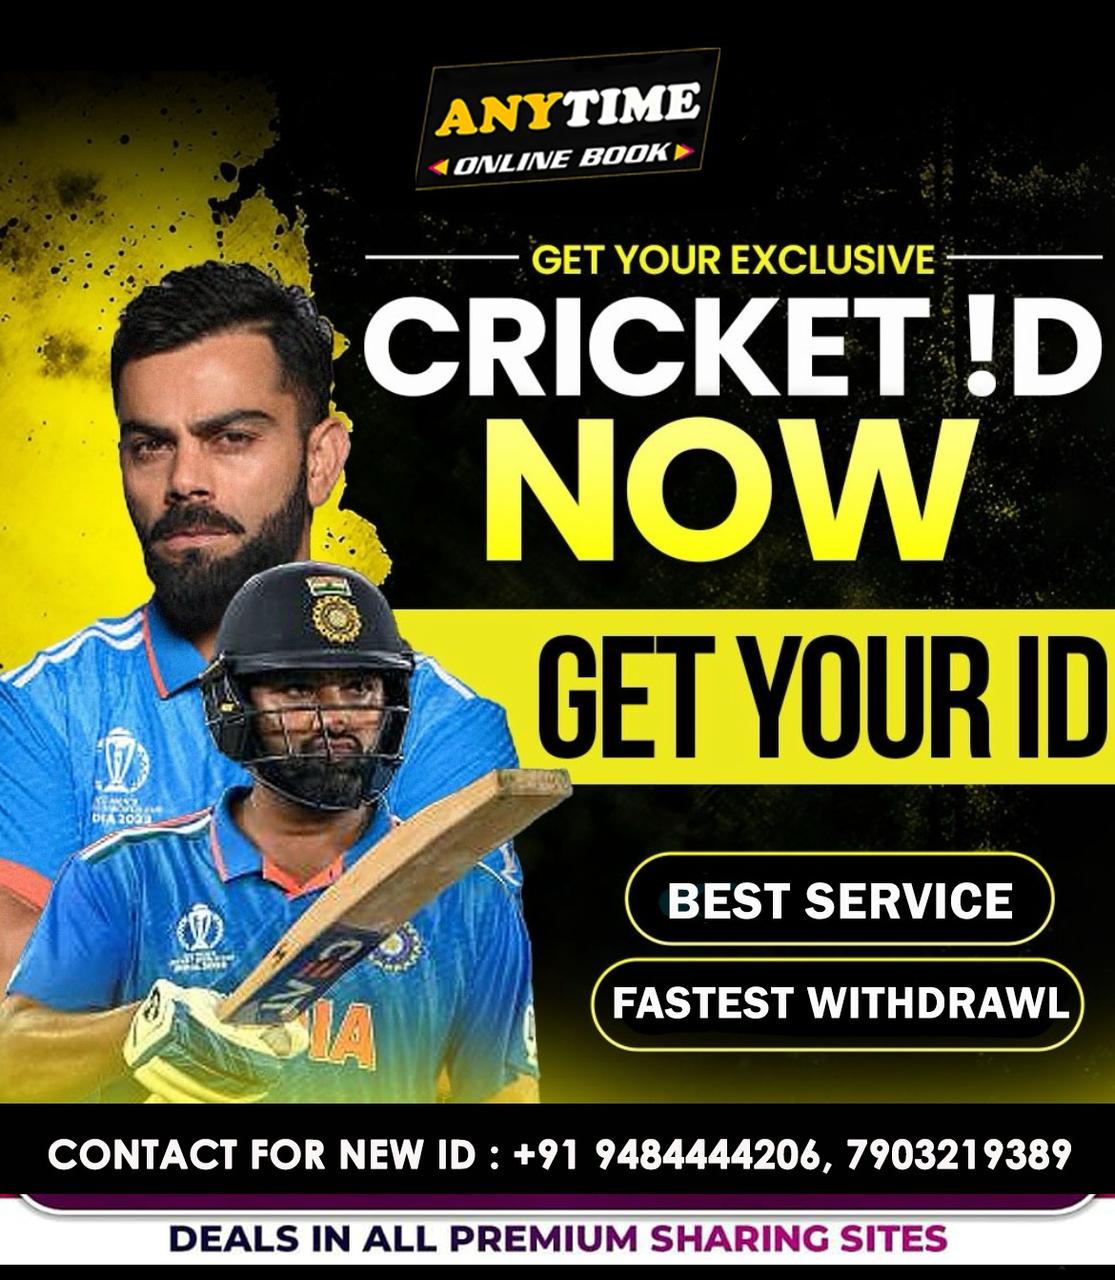 ANYTIME
ONLINE BOOK
GET YOUR EXCLUSIVE
CRICKET !D
NOW
GET YOUR ID
BEST SERVICE
FASTEST WITHDRAWL
CONTACT FOR NEW ID : +91 9484444206, 7903219389
DEALS IN ALL PREMIUM SHARING SITES